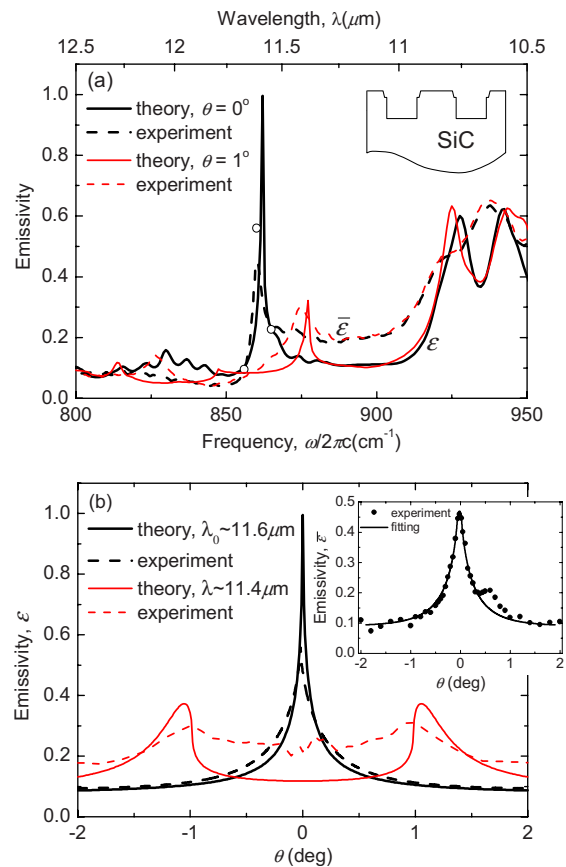 Wavelength, λ(μm)
12.5 12 11.5 11 10.5
(a)
theory, θ = 0°
experiment
theory, θ = 1°
experiment
SiC
ε̅
ε
Emissivity
1.0
0.8
0.6
0.4
0.2
0.0
800 850 900 950
Frequency, ω/2πc(cm⁻¹)
(b)
theory, λ₀~11.6μm
experiment
theory, λ~11.4μm
experiment
Emissivity, ε
1.0
0.8
0.6
0.4
0.2
0.0
-2 -1 0 1 2
θ (deg)
experiment
fitting
Emissivity, ε̅
0.5
0.4
0.3
0.2
0.1
0.0
-2 -1 0 1 2
θ (deg)